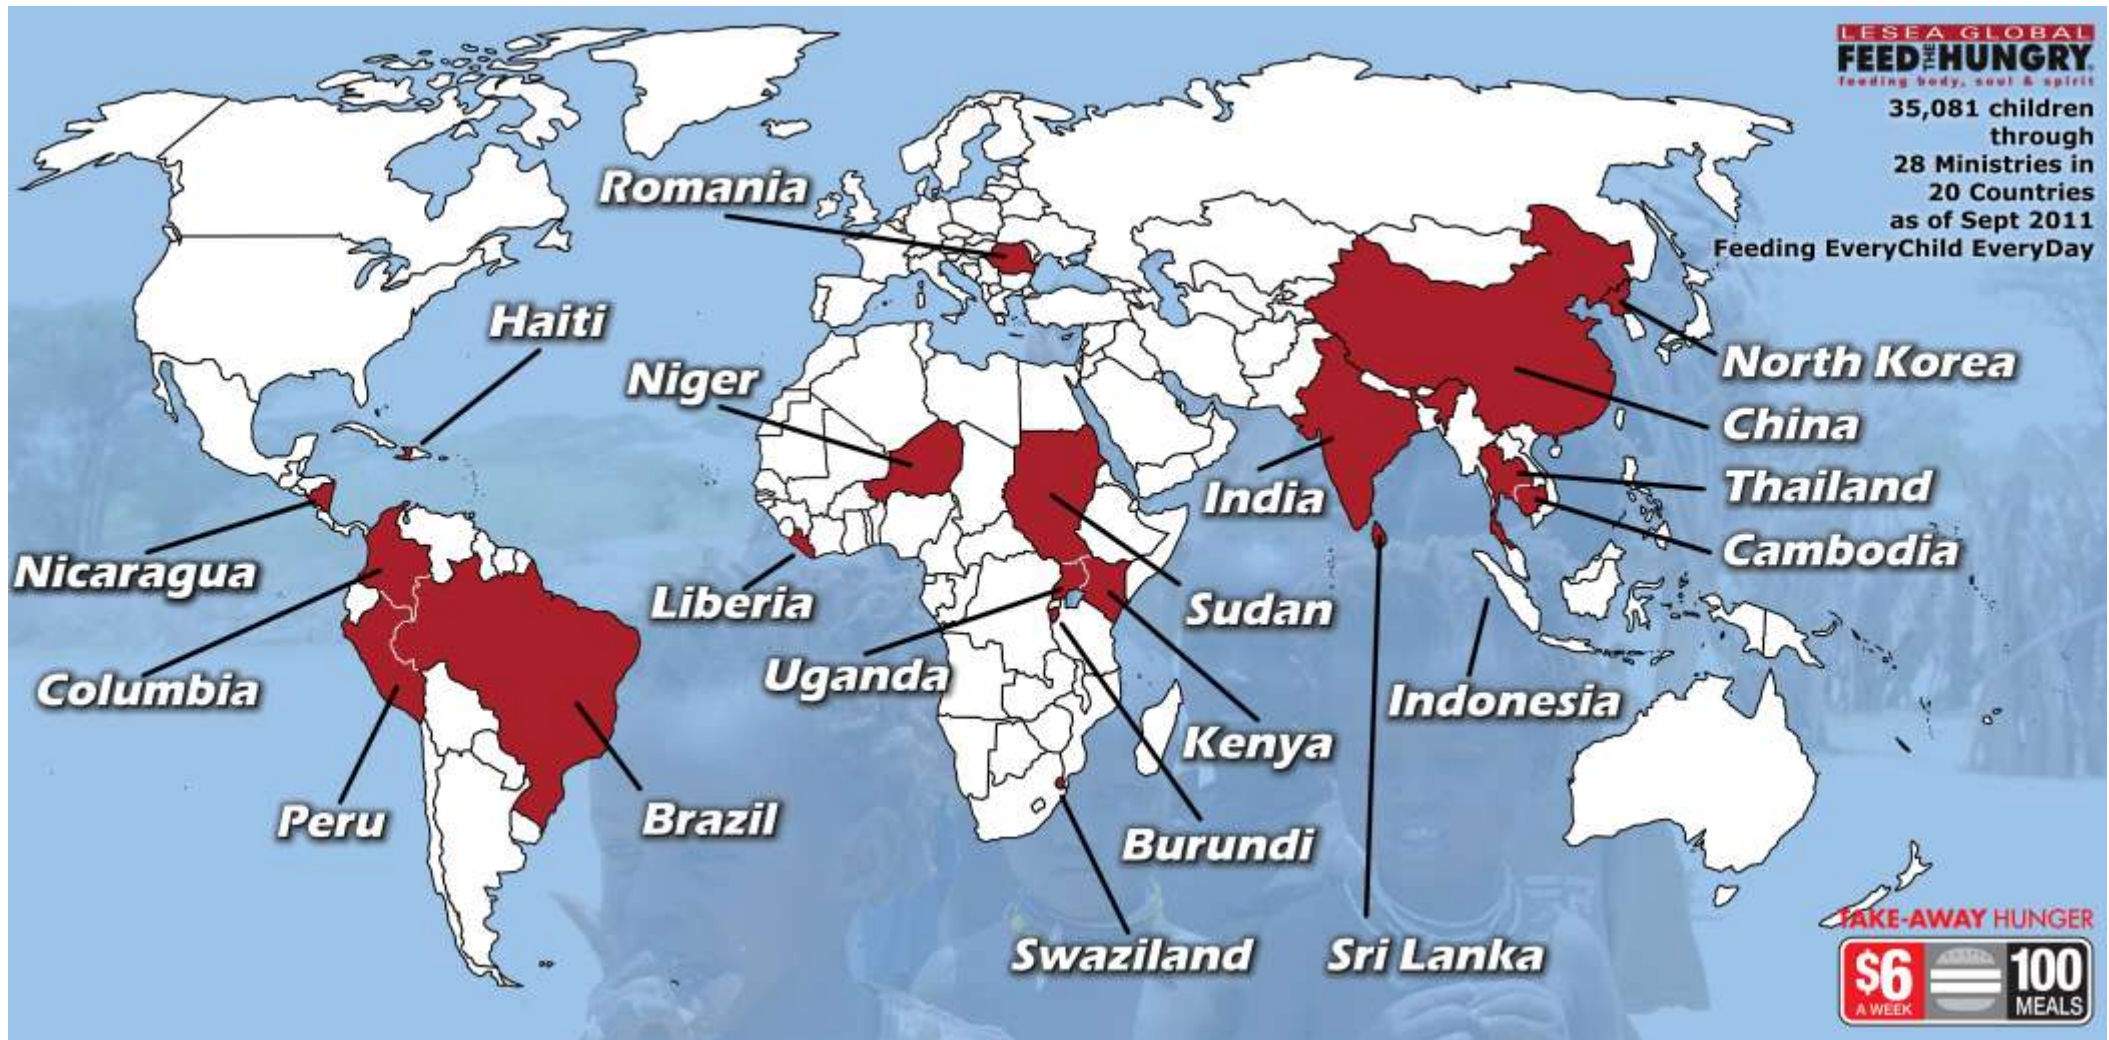 LESEA GLOBAL
FEED THE HUNGRY
feeding body, soul & spirit
35,081 children
through
28 Ministries in
20 Countries
as of Sept 2011
Feeding EveryChild EveryDay
Romania
Haiti
Niger
North Korea
China
India
Thailand
Cambodia
Nicaragua
Liberia
Sudan
Columbia
Uganda
Indonesia
Kenya
Peru
Brazil
Burundi
Swaziland
Sri Lanka
TAKE-AWAY HUNGER
$6
A WEEK
100
MEALS